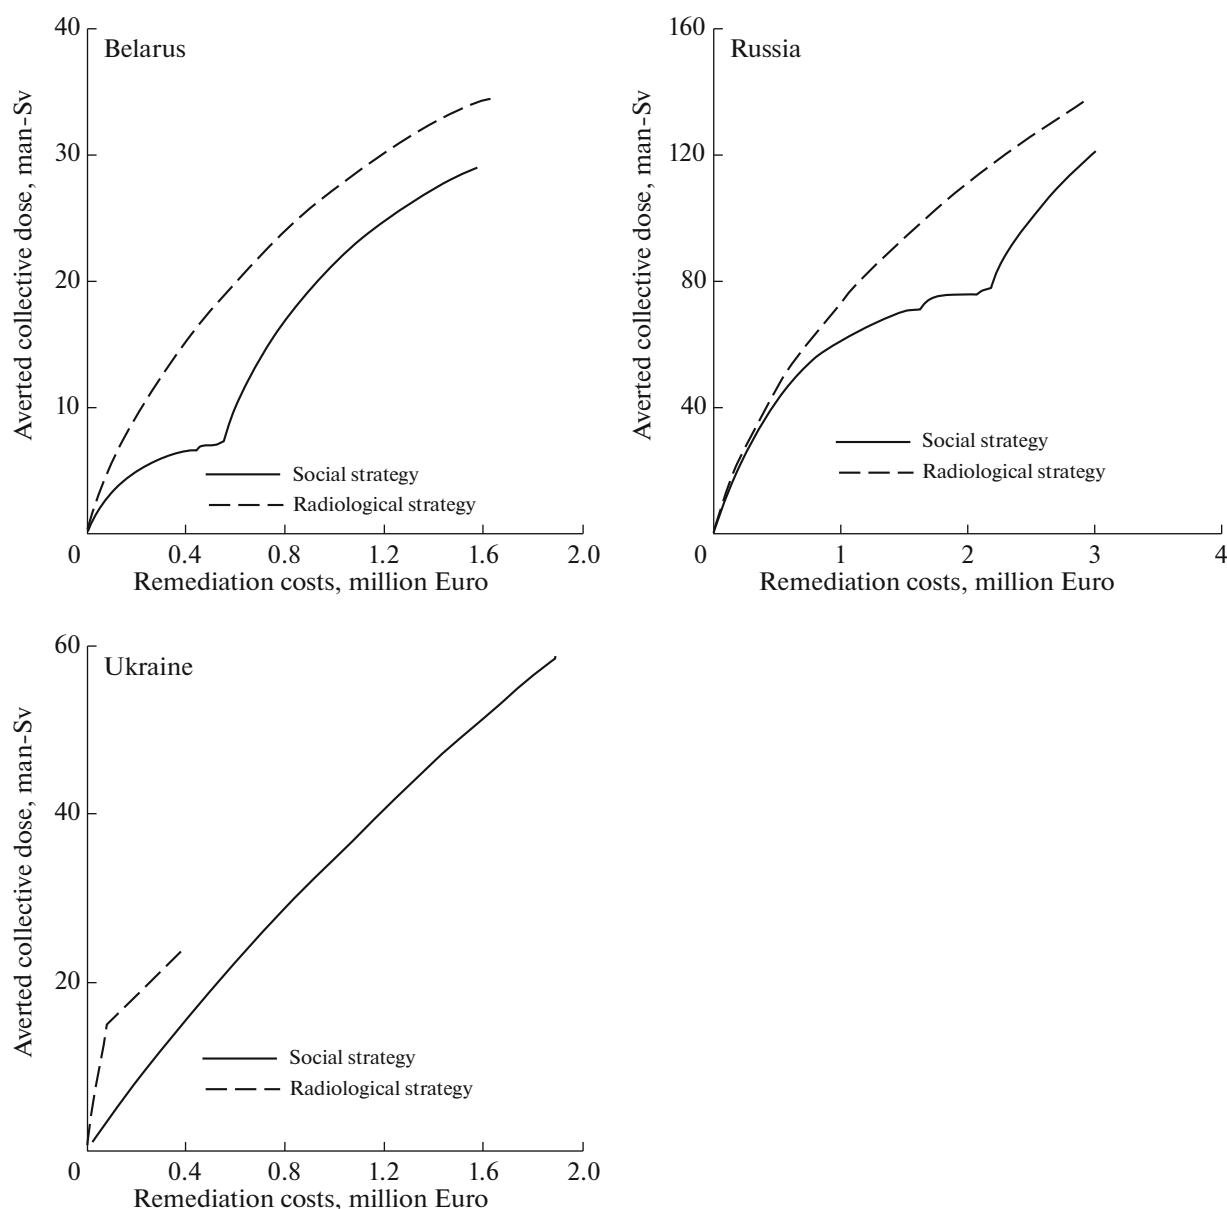 Belarus
Averted collective dose, man-Sv
40
30
20
10
0
0.4
0.8
1.2
1.6
2.0
Remediation costs, million Euro
Social strategy
Radiological strategy
Russia
Averted collective dose, man-Sv
160
120
80
40
0
1
2
3
4
Remediation costs, million Euro
Social strategy
Radiological strategy
Ukraine
Averted collective dose, man-Sv
60
40
20
0
0.4
0.8
1.2
1.6
2.0
Remediation costs, million Euro
Social strategy
Radiological strategy